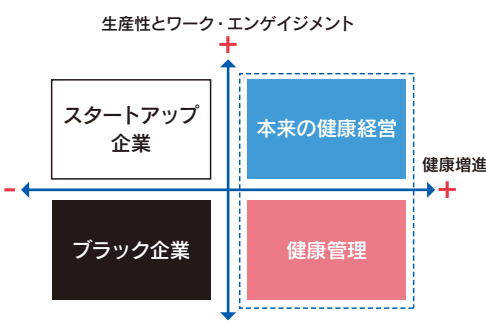 生産性とワーク・エンゲイジメント
+
スタートアップ
企業
本来の健康経営
健康増進
-
+
ブラック企業
健康管理